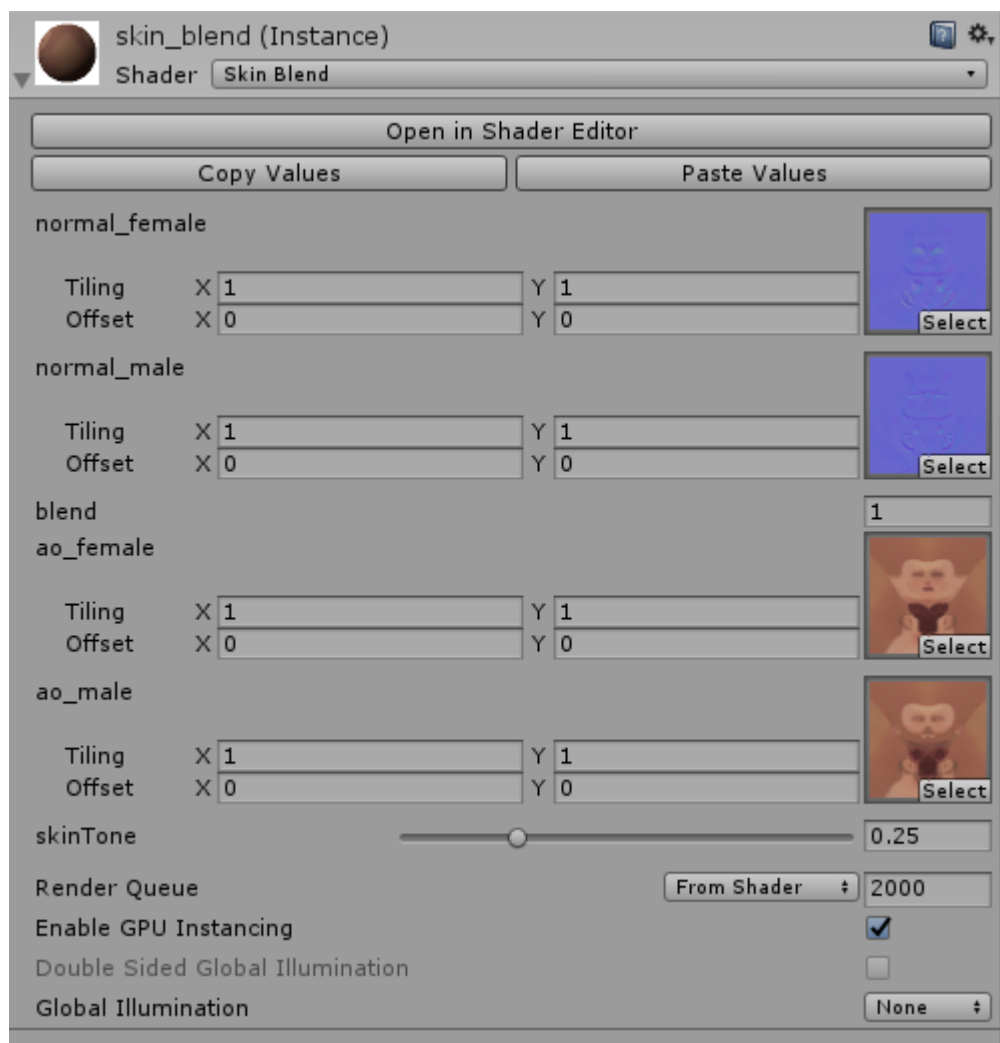 skin_blend (Instance)
Shader Skin Blend
Open in Shader Editor
Copy Values Paste Values
normal_female
Tiling X 1 Y 1
Offset X 0 Y 0
Select
normal_male
Tiling X 1 Y 1
Offset X 0 Y 0
Select
blend 1
ao_female
Tiling X 1 Y 1
Offset X 0 Y 0
Select
ao_male
Tiling X 1 Y 1
Offset X 0 Y 0
Select
skinTone 0.25
Render Queue From Shader 2000
Enable GPU Instancing
Double Sided Global Illumination
Global Illumination None